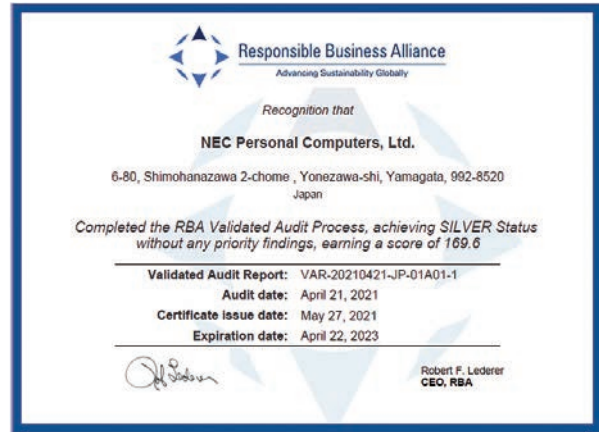 Responsible Business Alliance
Advancing Sustainability Globally
Recognition that
NEC Personal Computers, Ltd.
6-80, Shimohanazawa 2-chome , Yonezawa-shi, Yamagata, 992-8520
Japan
Completed the RBA Validated Audit Process, achieving SILVER Status
without any priority findings, earning a score of 169.6
Validated Audit Report: VAR-20210421-JP-01A01-1
Audit date: April 21, 2021
Certificate issue date: May 27, 2021
Expiration date: April 22, 2023
Robert F. Lederer
CEO, RBA